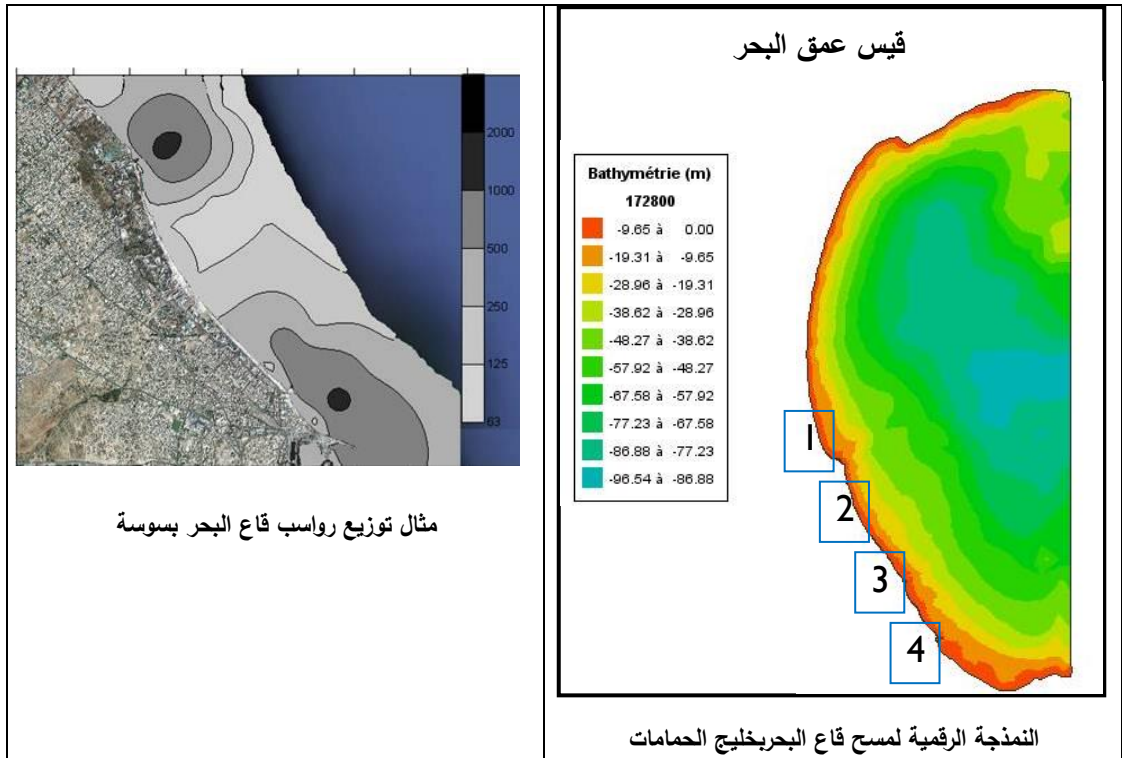 2000
1000
500
250
125
63
مثال توزيع رواسب قاع البحر بسوسة
قيس عمق البحر
Bathymétrie (m)
172800
-9.65 à 0.00
-19.31 à -9.65
-28.96 à -19.31
-38.62 à -28.96
-48.27 à -38.62
-57.92 à -48.27
-67.58 à -57.92
-77.23 à -67.58
-86.88 à -77.23
-96.54 à -86.88
1
2
3
4
النمذجة الرقمية لمسح قاع البحربخليج الحمامات